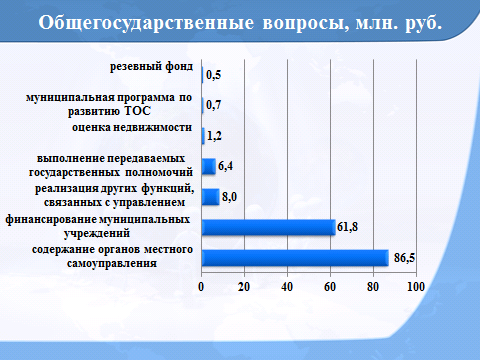 Общегосударственные вопросы, млн. руб.
резевный фонд
0,5
муниципальная программа по
развитию ТОС
0,7
оценка недвижимости
1,2
выполнение передаваемых
государственных полномочий
6,4
реализация других функций,
связанных с управлением
8,0
финансирование муниципальных
учреждений
61,8
содержание органов местного
самоуправления
86,5
0 20 40 60 80 100